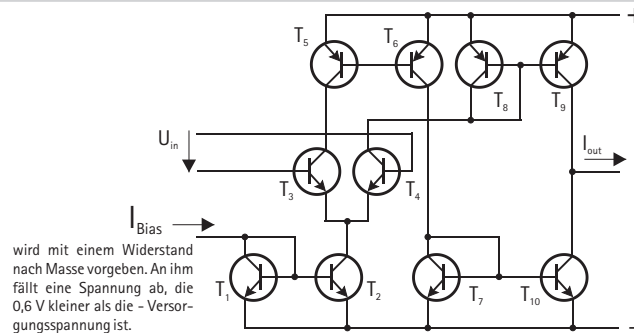 +
T5
T6
T8
T9
Uin
Iout
T3
T4
IBias
wird mit einem Widerstand
nach Masse vorgegeben. An ihm
fällt eine Spannung ab, die
0,6 V kleiner als die - Versor-
gungsspannung ist.
T1
T2
T7
T10
-